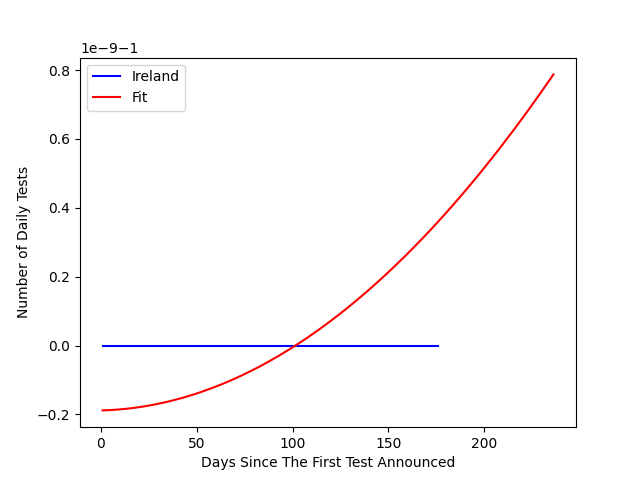 1e−9−1
Ireland
Fit
0.8
0.6
0.4
0.2
0.0
−0.2
Number of Daily Tests
0 50 100 150 200
Days Since The First Test Announced